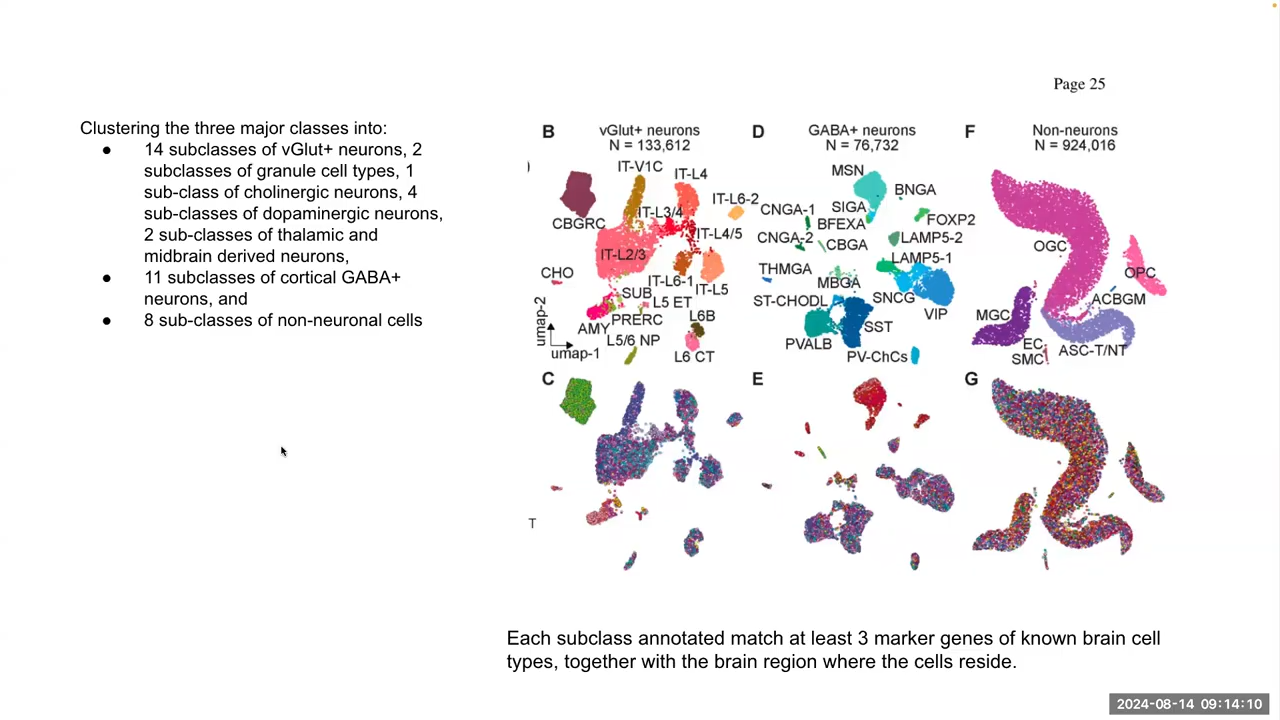 Page 25
Clustering the three major classes into:
● 14 subclasses of vGlut+ neurons, 2
subclasses of granule cell types, 1
sub-class of cholinergic neurons, 4
sub-classes of dopaminergic neurons,
2 sub-classes of thalamic and
midbrain derived neurons,
● 11 subclasses of cortical GABA+
neurons, and
● 8 sub-classes of non-neuronal cells
B
vGlut+ neurons
N = 133,612
IT-V1C
IT-L4
CBGRC
IT-L3/4
IT-L6-2
IT-L4/5
IT-L2/3
CHO
IT-L6-1
IT-L5
SUB
L5 ET
PRERC
AMY
L6B
L5/6 NP
L6 CT
umap-2
umap-1
D
GABA+ neurons
N = 76,732
MSN
BNGA
CNGA-1
SIGA
BFEXA
FOXP2
CNGA-2
CBGA
LAMP5-2
LAMP5-1
THMGA
MBGA
ST-CHODL
SNCG
VIP
SST
PVALB
PV-ChCs
F
Non-neurons
N = 924,016
OGC
OPC
ACBGM
MGC
EC
SMC
ASC-T/NT
C
E
G
T
Each subclass annotated match at least 3 marker genes of known brain cell
types, together with the brain region where the cells reside.
2024-08-14 09:14:10